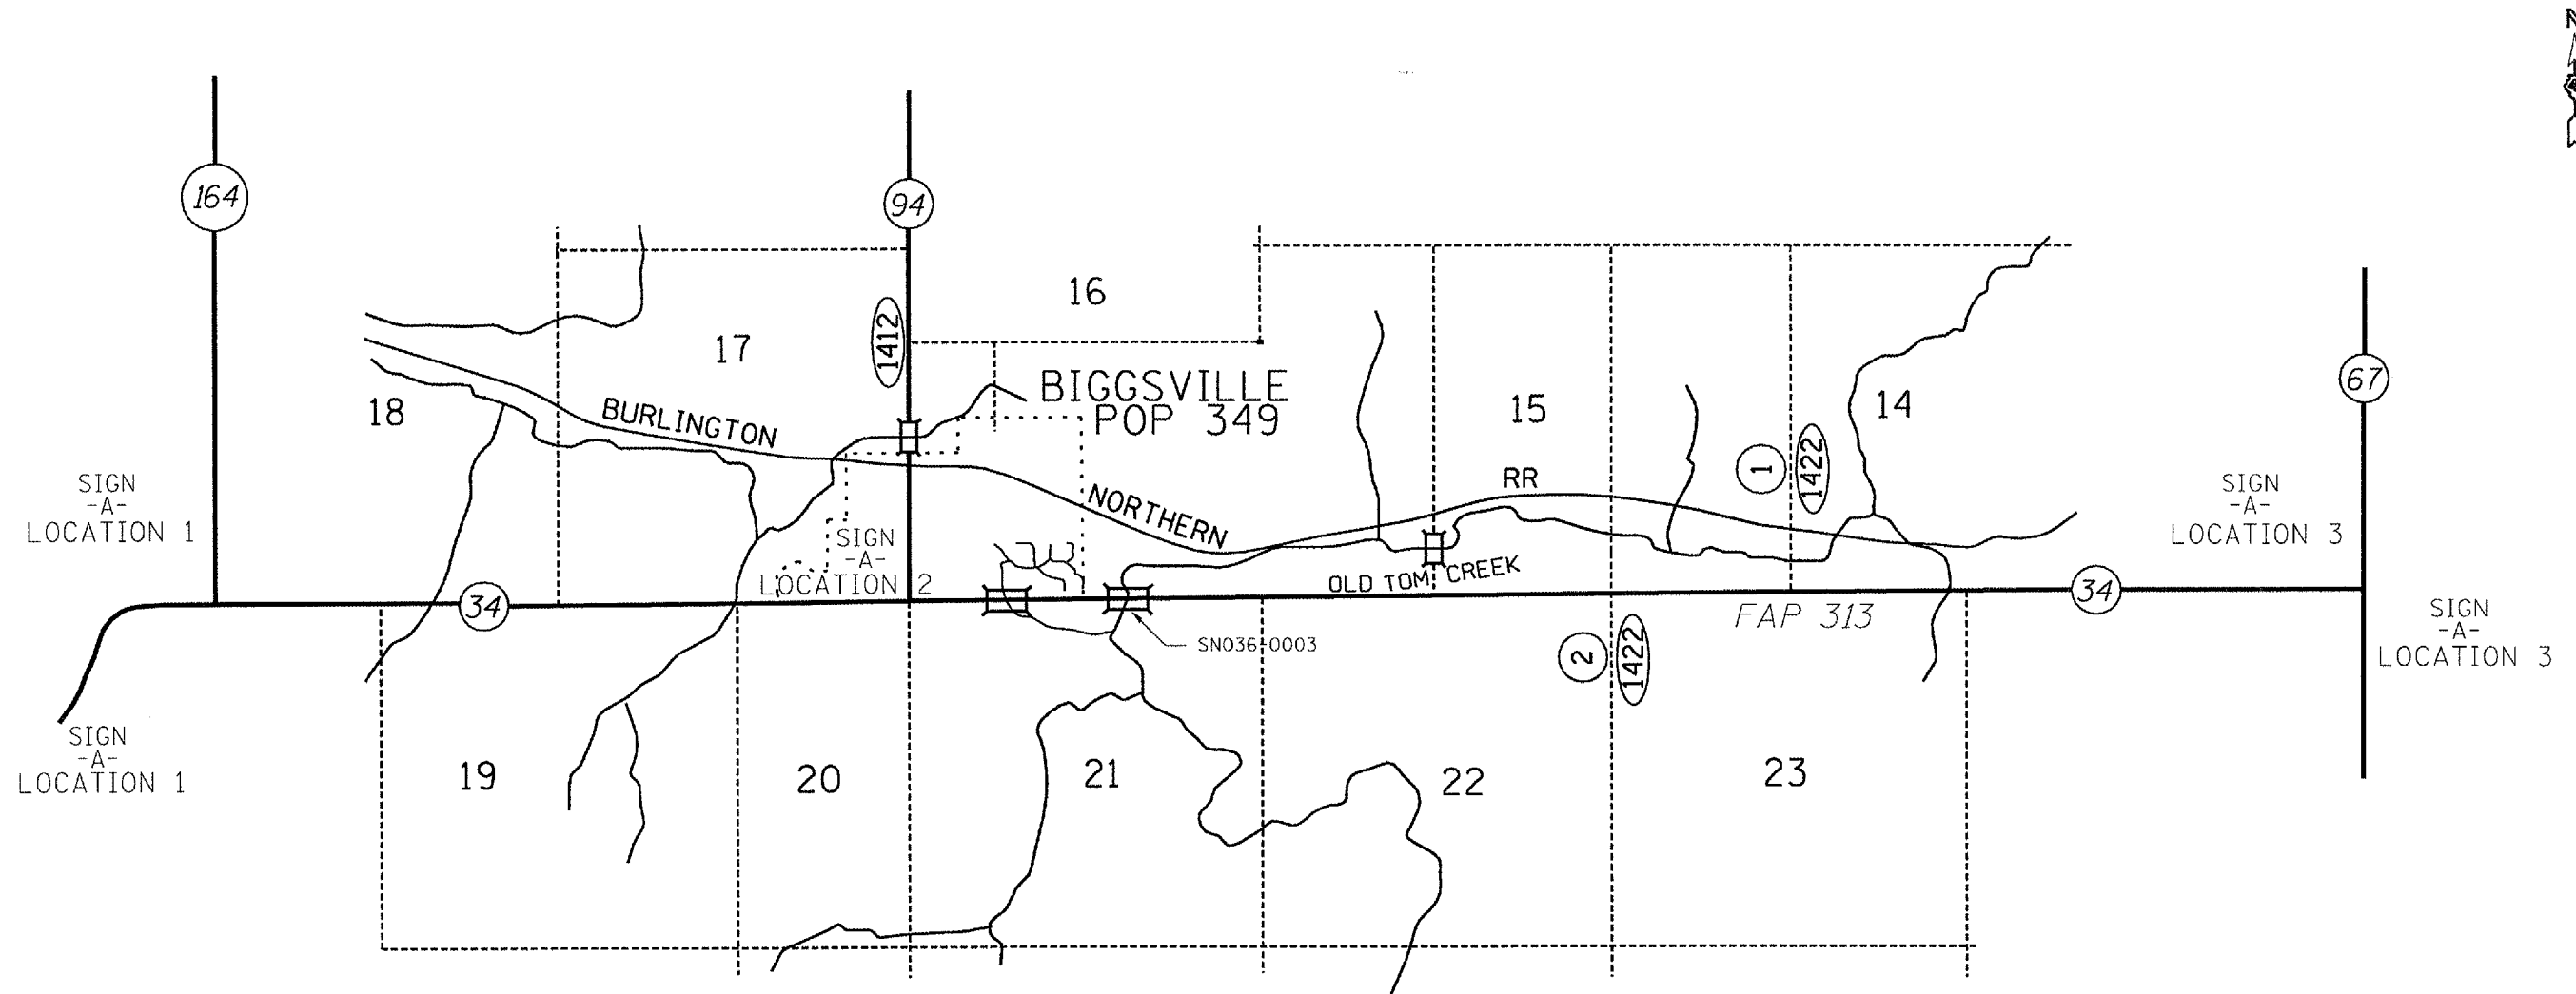 N
164
94
16
1412
17
BIGGSVILLE
POP 349
67
18
BURLINGTON
15
14
1
1422
SIGN
-A-
LOCATION 1
NORTHERN
RR
SIGN
-A-
LOCATION 3
SIGN
-A-
LOCATION 2
OLD TOM CREEK
34
34
FAP 313
SN036-0003
2
1422
SIGN
-A-
LOCATION 3
SIGN
-A-
LOCATION 1
19
20
21
22
23